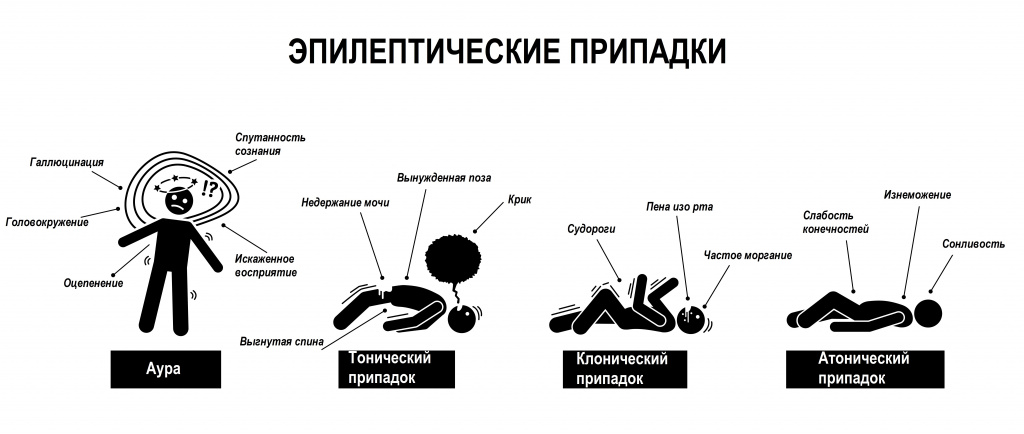 ЭПИЛЕПТИЧЕСКИЕ ПРИПАДКИ
Спутанность
сознания
Галлюцинация
!?
Головокружение
Искаженное
восприятие
Оцепенение
Аура
Вынужденная поза
Недержание мочи
Крик
Выгнутая спина
Тонический
припадок
Пена изо рта
Судороги
Частое моргание
Клонический
припадок
Изнеможение
Слабость
конечностей
Сонливость
Атонический
припадок